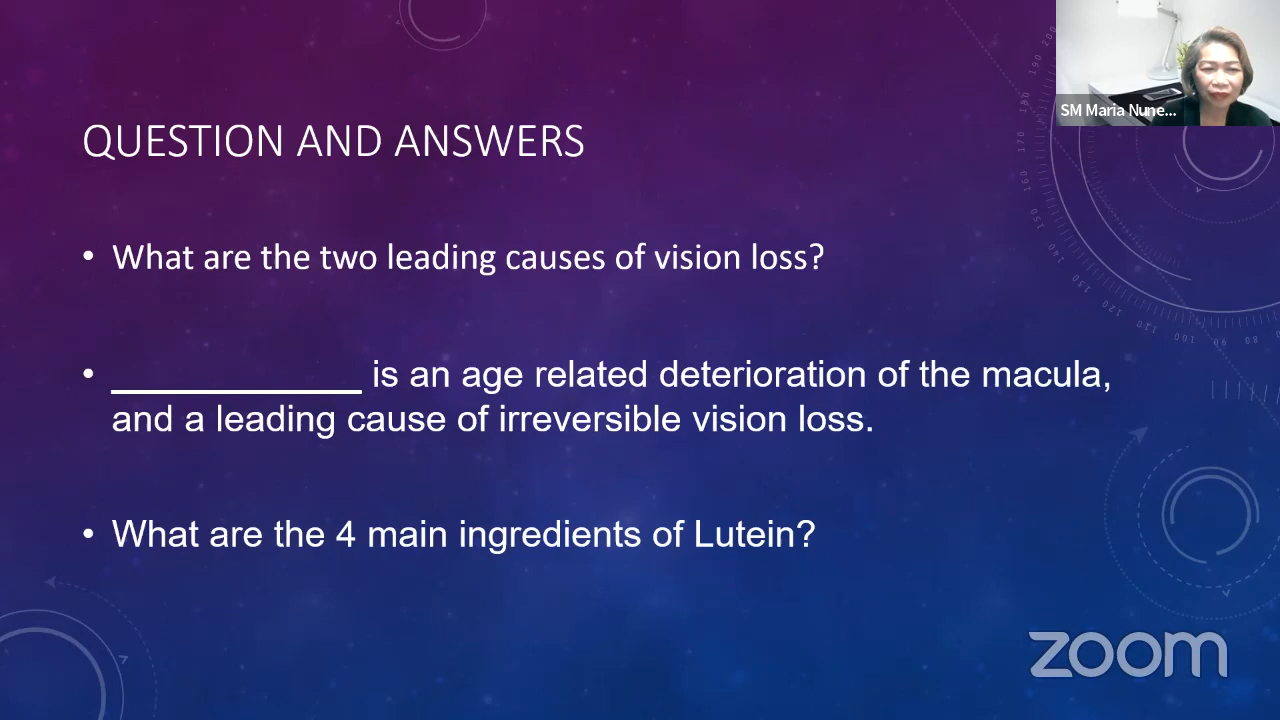 SM Maria Nune...
QUESTION AND ANSWERS
• What are the two leading causes of vision loss?
• ____________ is an age related deterioration of the macula,
and a leading cause of irreversible vision loss.
• What are the 4 main ingredients of Lutein?
zoom